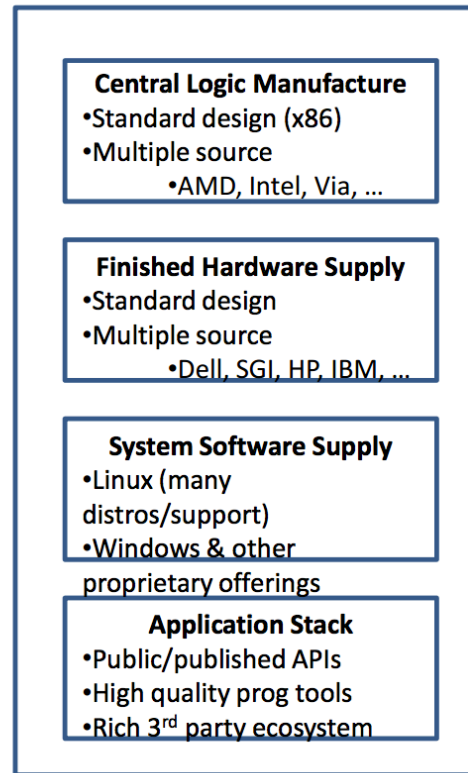 Central Logic Manufacture
•Standard design (x86)
•Multiple source
•AMD, Intel, Via, …
Finished Hardware Supply
•Standard design
•Multiple source
•Dell, SGI, HP, IBM, …
System Software Supply
•Linux (many
distros/support)
•Windows & other
proprietary offerings
Application Stack
•Public/published APIs
•High quality prog tools
•Rich 3rd party ecosystem